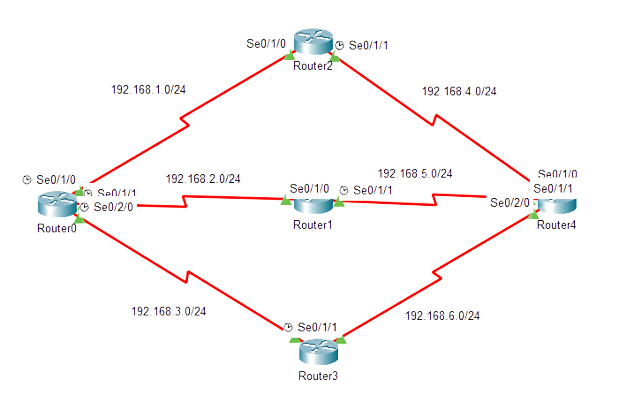 Se0/1/0
Se0/1/1
Router2
192.168.1.0/24
192.168.4.0/24
Se0/1/0
Se0/1/1
Se0/2/0
Router0
192.168.2.0/24
Se0/1/0
Se0/1/1
Router1
192.168.5.0/24
Se0/1/0
Se0/1/1
Se0/2/0
Router4
192.168.3.0/24
192.168.6.0/24
Se0/1/1
Router3